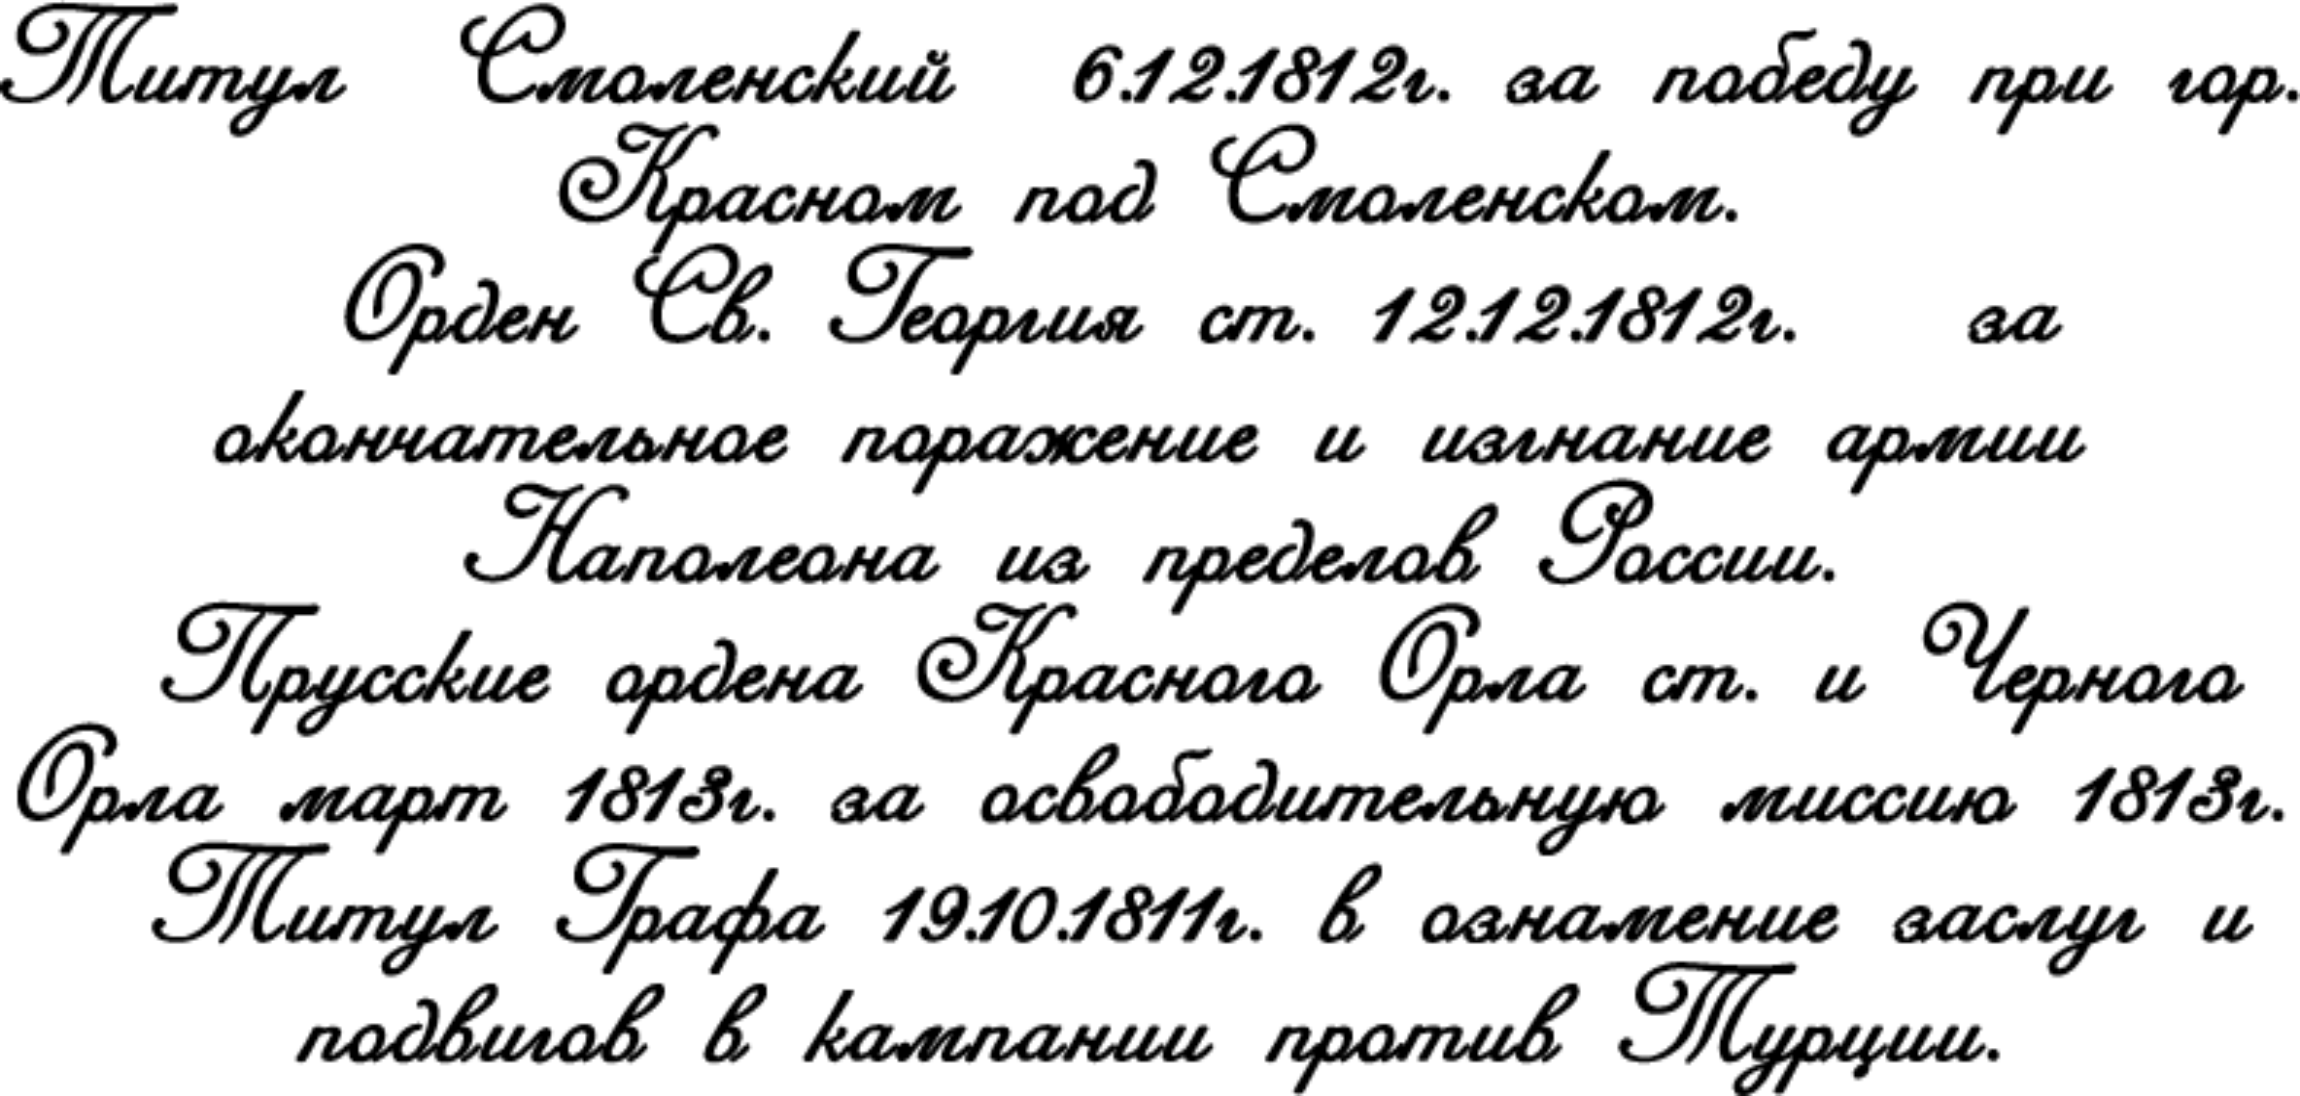 Титул Смоленский 6.12.1812г. за победу при гор.
Красном под Смоленском.
Орден Св. Георгия ст. 12.12.1812г. за
окончательное поражение и изгнание армии
Наполеона из пределов России.
Прусские ордена Красного Орла ст. и Черного
Орла март 1813г. за освободительную миссию 1813г.
Титул Графа 19.10.1811г. в ознамение заслуг и
подвигов в кампании против Турции.